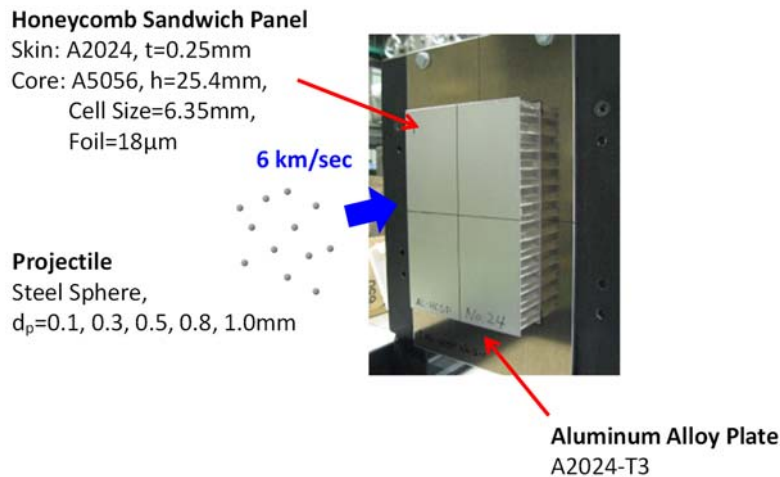 Honeycomb Sandwich Panel
Skin: A2024, t=0.25mm
Core: A5056, h=25.4mm,
Cell Size=6.35mm,
Foil=18μm
6 km/sec
Projectile
Steel Sphere,
dₚ=0.1, 0.3, 0.5, 0.8, 1.0mm
AL-HCSP
No.24
Aluminum Alloy Plate
A2024-T3